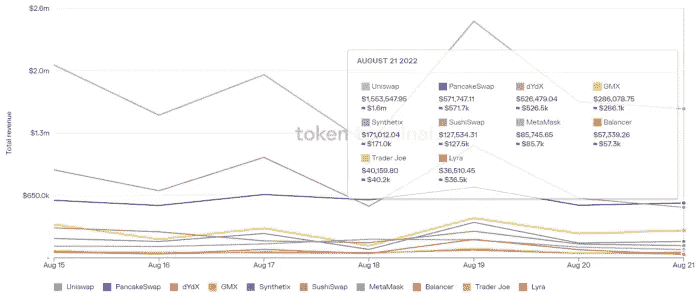 $2.6m
$2.0m
$1.3m
$650.0k
-
Total revenue
AUGUST 21 2022
Uniswap PancakeSwap dYdX GMX
$1,553,547.95 $571,747.11 $526,479.04 $286,078.75
≈ $1.6m ≈ $571.7k ≈ $526.5k ≈ $286.1k
Synthetix SushiSwap MetaMask Balancer
$171,012.04 $127,534.31 $85,745.65 $57,339.26
≈ $171.0k ≈ $127.5k ≈ $85.7k ≈ $57.3k
Trader Joe Lyra
$40,159.80 $36,510.45
≈ $40.2k ≈ $36.5k
token
Aug 15 Aug 16 Aug 17 Aug 18 Aug 19 Aug 20 Aug 21
Uniswap PancakeSwap dYdX GMX Synthetix SushiSwap MetaMask Balancer Trader Joe Lyra